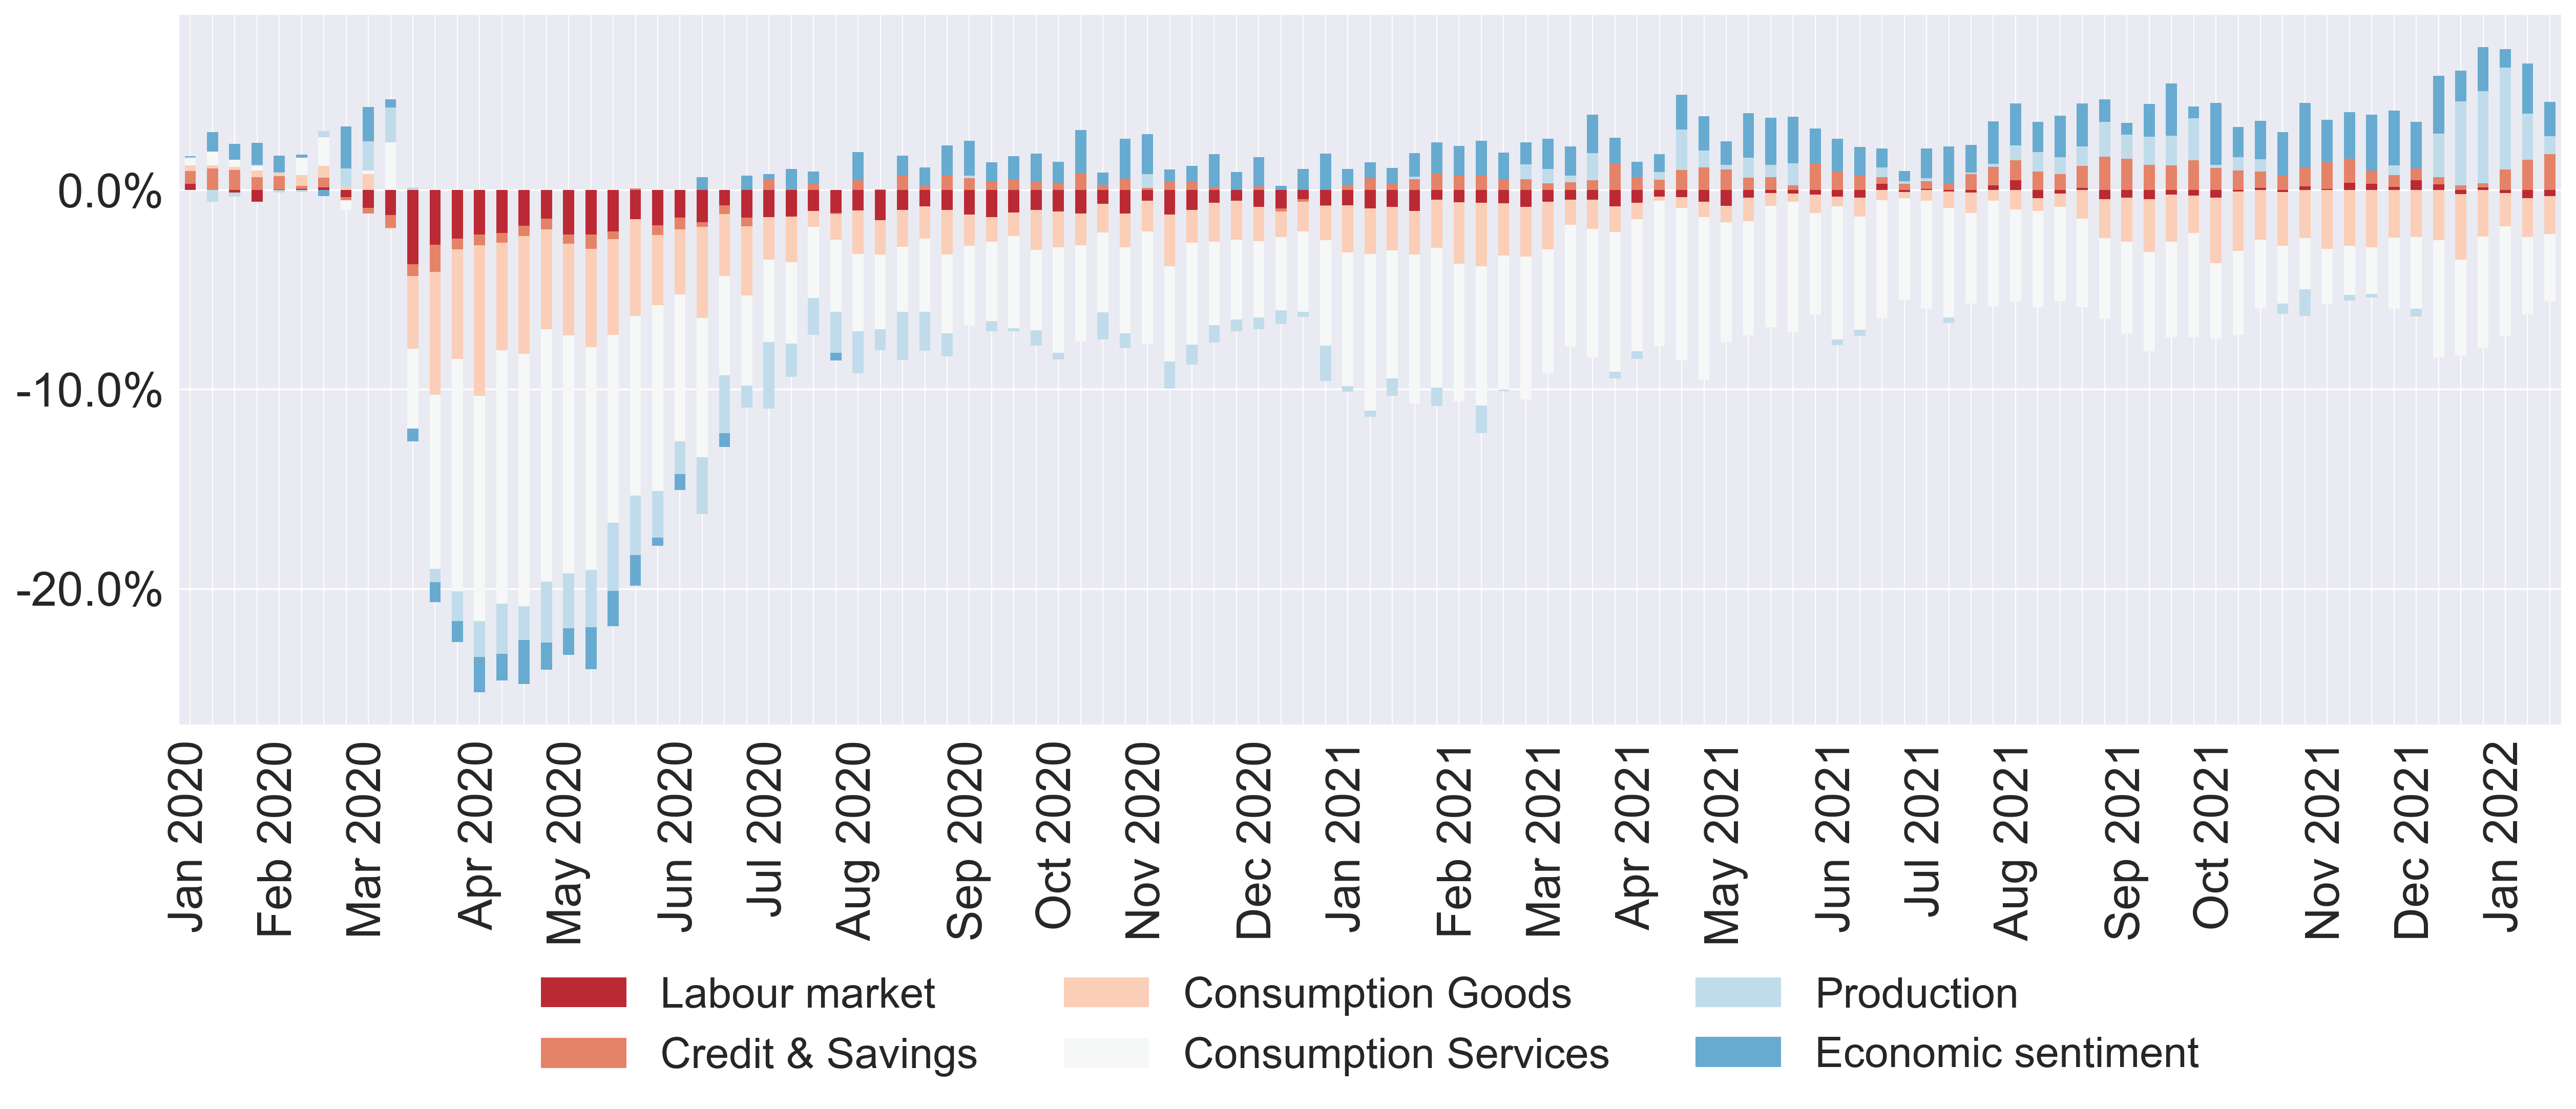 0.0%
-10.0%
-20.0%
Jan 2020
Feb 2020
Mar 2020
Apr 2020
May 2020
Jun 2020
Jul 2020
Aug 2020
Sep 2020
Oct 2020
Nov 2020
Dec 2020
Jan 2021
Feb 2021
Mar 2021
Apr 2021
May 2021
Jun 2021
Jul 2021
Aug 2021
Sep 2021
Oct 2021
Nov 2021
Dec 2021
Jan 2022
Labour market
Credit & Savings
Consumption Goods
Consumption Services
Production
Economic sentiment